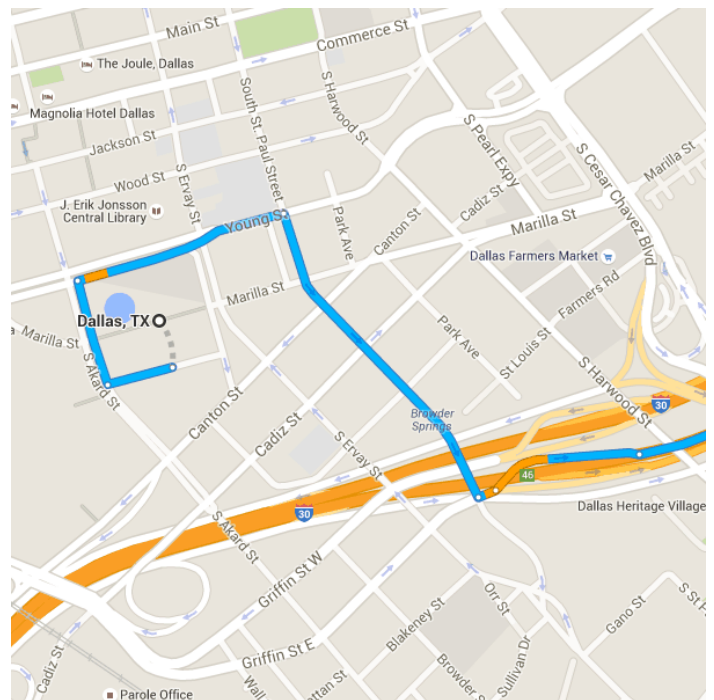 Main St
Commerce St
The Joule, Dallas
Magnolia Hotel Dallas
Jackson St
South St. Paul Street
S Harwood St
S Pearl Expy
S Cesar Chavez Blvd
Wood St
S Ervay St
Marilla St
J. Erik Jonsson
Central Library
Young St
Park Ave
Canton St
Cadiz St
Marilla St
Dallas Farmers Market
Farmers Rd
Marilla St
Dallas, TX
Marilla St
S Akard St
Park Ave
St Louis St
S Harwood St
Canton St
Cadiz St
Browder
Springs
S Ervay St
30
46
30
Dallas Heritage Village
S Akard St
Griffin St W
Orr St
Gano St
S St P
Blakeney St
Griffin St E
Sullivan Dr
Cadiz St
Browder S
Wall
attan St
Parole Office